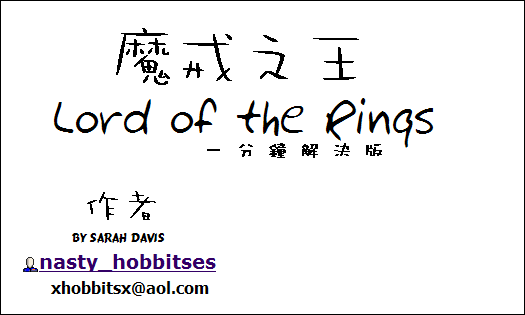 魔戒之王
Lord of the Rings
一分鐘解決版
作者
BY SARAH DAVIS
nasty_hobbitses
xhobbitsx@aol.com